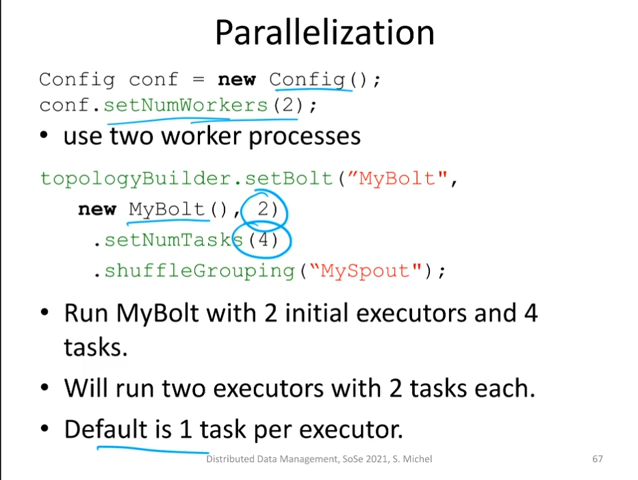 Parallelization
Config conf = new Config();
conf.setNumWorkers(2);
• use two worker processes
topologyBuilder.setBolt(”MyBolt",
new MyBolt(), 2)
.setNumTasks(4)
.shuffleGrouping(“MySpout");
• Run MyBolt with 2 initial executors and 4
tasks.
• Will run two executors with 2 tasks each.
• Default is 1 task per executor.
Distributed Data Management, SoSe 2021, S. Michel
67